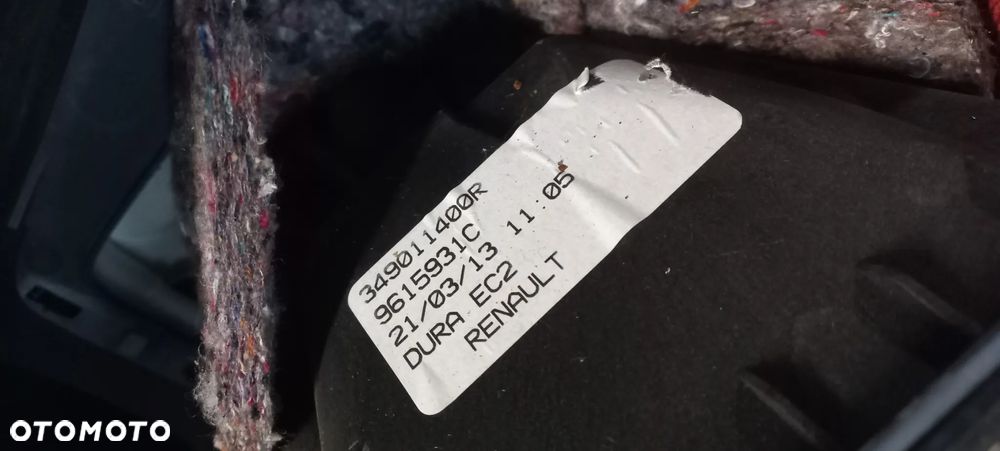 349011400R
9615931C
21/03/13 11:05
DURA EC2
RENAULT
OTOMOTO